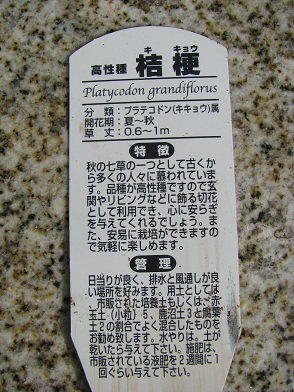 キ キョウ
高性種 桔梗
Platycodon grandiflorus
分類：プラテコドン(キキョウ)属
開花期：夏〜秋
草丈：0.6〜1m
特徴
秋の七草の一つとして古くか
ら多くの人々に慕われていま
す。品種が高性種ですので玄
関やリビングなどに飾る切花
として利用でき、心に安らぎ
を与えてくれるでしょう。ま
た、安易に栽培ができますの
で気軽に楽しめます。
管理
日当りが良く、排水と風通しが良
い場所を好みます。用土としては
市販された培養土もしくは、赤
玉土(小粒)5、鹿沼土3と腐葉
土2の割合でよく混合したものを
お勧め致します。水やりは、土が
乾いたら与えて下さい。施肥は、
市販されている液肥を2週間に1
回ぐらい与えて下さい。